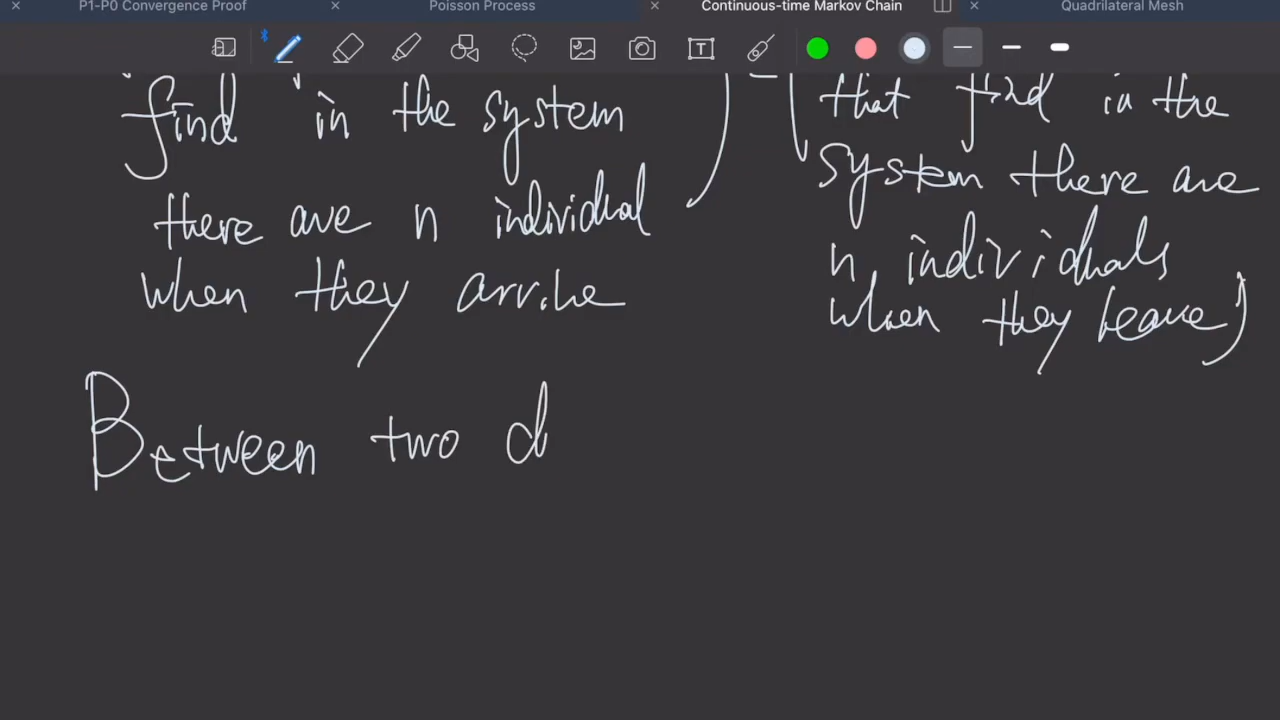 P1-P0 Convergence Proof Poisson Process Continuous-time Markov Chain Quadrilateral Mesh
T
find in the system
there are n individual
when they arrive
that find in the
system there are
n individuals
when they leave)
Between two d